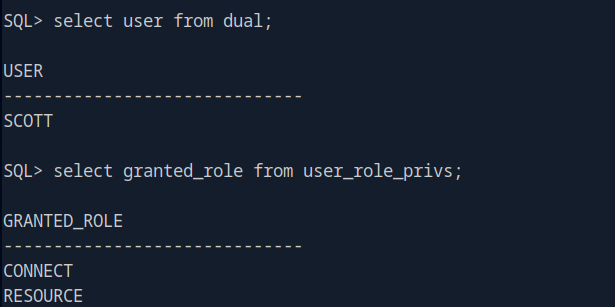 SQL> select user from dual;
USER
------------------------------
SCOTT
SQL> select granted_role from user_role_privs;
GRANTED_ROLE
------------------------------
CONNECT
RESOURCE